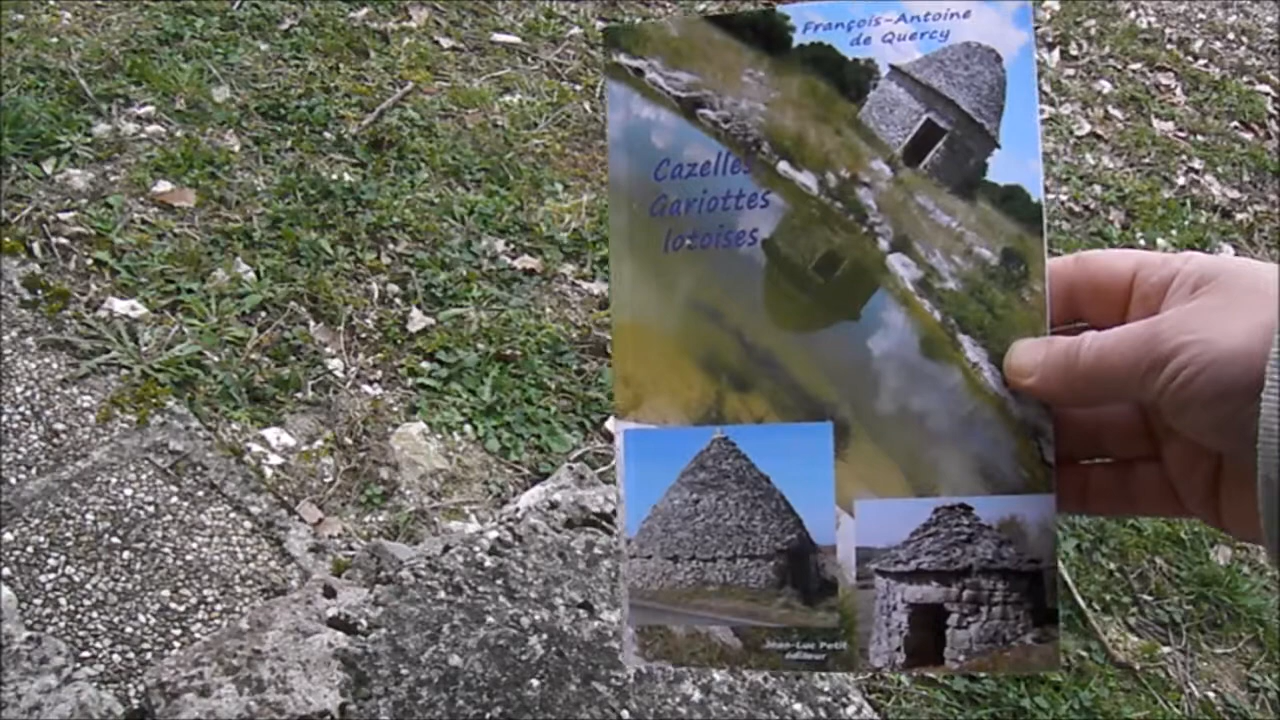 François-Antoine
de Quercy
Cazelles
Gariottes
lotoises
Jean-Luc Petit
éditeur